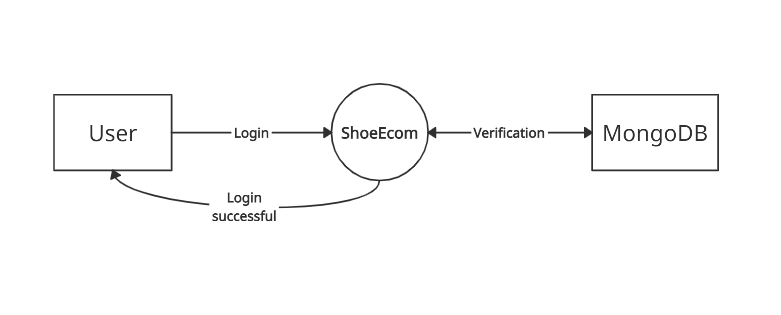 User
Login
ShoeEcom
Verification
MongoDB
Login
successful